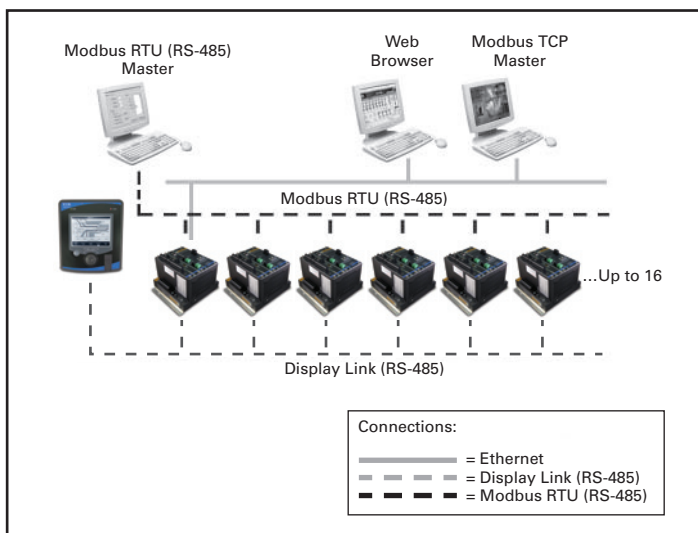 Modbus RTU (RS-485)
Master
Web
Browser
Modbus TCP
Master
Modbus RTU (RS-485)
...Up to 16
Display Link (RS-485)
Connections:
= Ethernet
= Display Link (RS-485)
= Modbus RTU (RS-485)